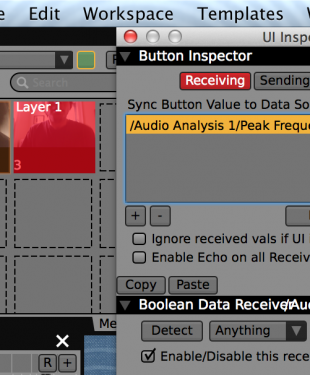 Edit Workspace Templates
UI Inspe
Button Inspector
Receiving Sending
Search
Sync Button Value to Data So
Layer 1
/Audio Analysis 1/Peak Freque
3
+ -
Ignore received vals if UI
Enable Echo on all Receiv
Copy Paste
Boolean Data Receiver
/Au
Me
Detect Anything
R +
Enable/Disable this rece